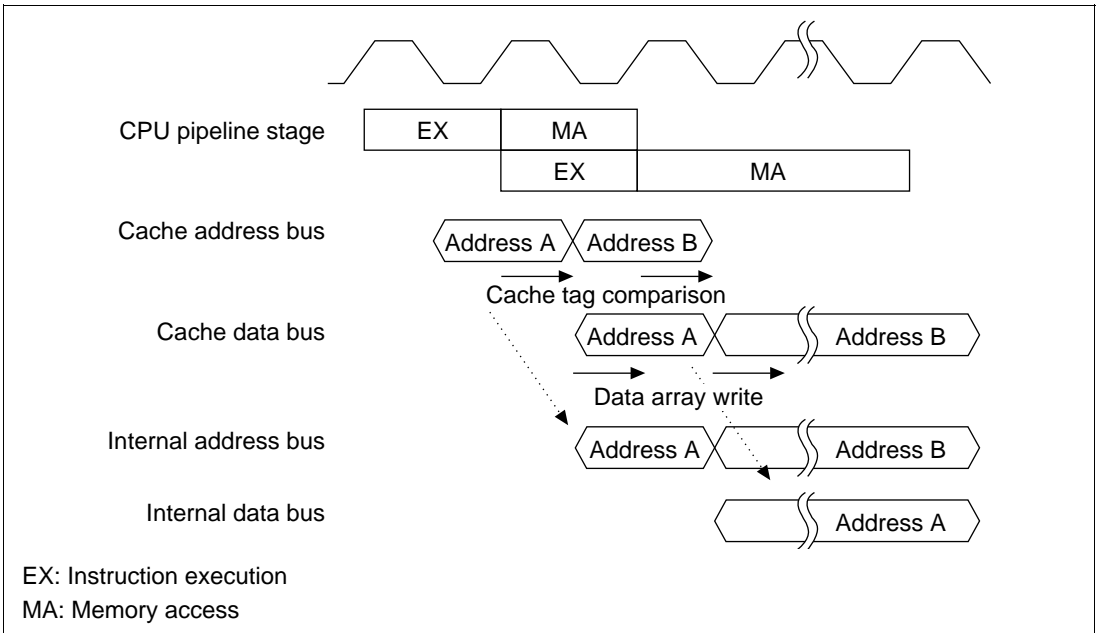 CPU pipeline stage EX MA
EX MA
Cache address bus Address A Address B
Cache tag comparison
Cache data bus Address A Address B
Data array write
Internal address bus Address A Address B
Internal data bus Address A
EX: Instruction execution
MA: Memory access